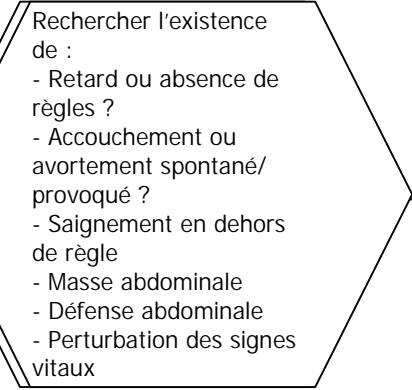 Rechercher l'existence
de :
- Retard ou absence de
règles ?
- Accouchement ou
avortement spontané/
provoqué ?
- Saignement en dehors
de règle
- Masse abdominale
- Défense abdominale
- Perturbation des signes
vitaux